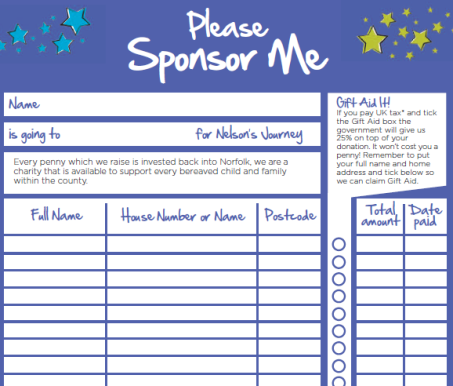 Please
Sponsor Me
Name
is going to for Nelson's Journey
Every penny which we raise is invested back into Norfolk, we are a
charity that is available to support every bereaved child and family
within the county.
Gift Aid It!
If you pay UK tax* and tick
the Gift Aid box the
government will give us
25% on top of your
donation. It won't cost you a
penny! Remember to put
your full name and home
address and tick below so
we can claim Gift Aid.
Full Name House Number or Name Postcode
Total amount Date paid